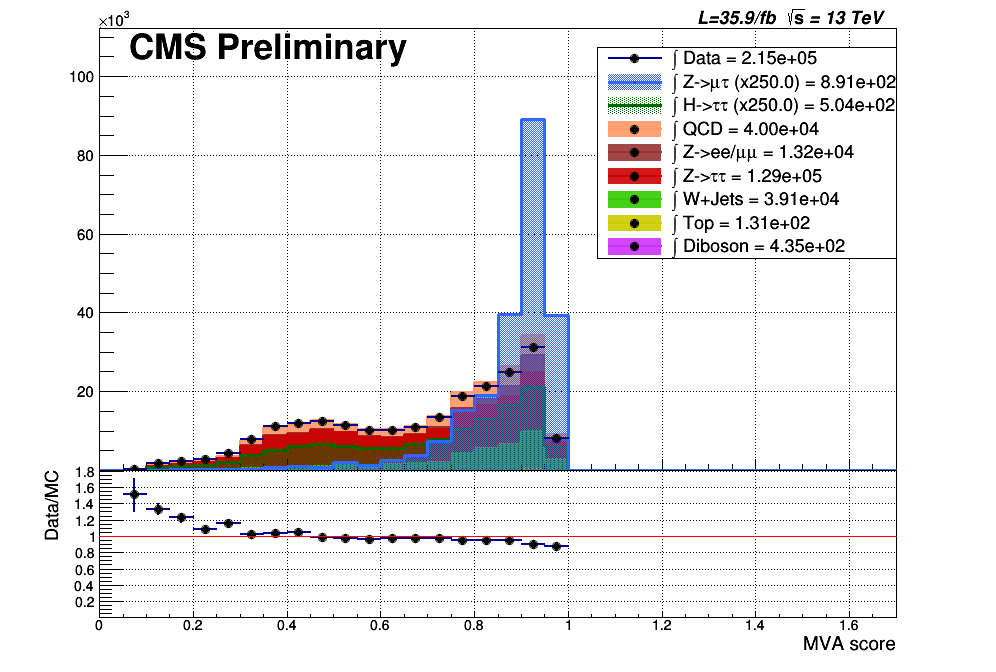 ×10³
L=35.9/fb √s = 13 TeV
CMS Preliminary
∫ Data = 2.15e+05
∫ Z->μτ (x250.0) = 8.91e+02
∫ H->ττ (x250.0) = 5.04e+02
∫ QCD = 4.00e+04
∫ Z->ee/μμ = 1.32e+04
∫ Z->ττ = 1.29e+05
∫ W+Jets = 3.91e+04
∫ Top = 1.31e+02
∫ Diboson = 4.35e+02
100
80
60
40
20
1.8
1.6
1.4
1.2
1
0.8
0.6
0.4
0.2
Data/MC
0 0.2 0.4 0.6 0.8 1 1.2 1.4 1.6
MVA score